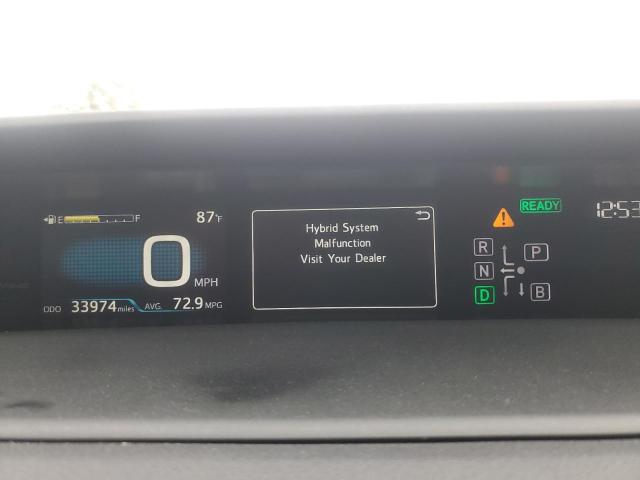 E F 87°F
0 MPH
ODO 33974 miles AVG. 72.9 MPG
Hybrid System
Malfunction
Visit Your Dealer
READY
12:53
R P
N
D B